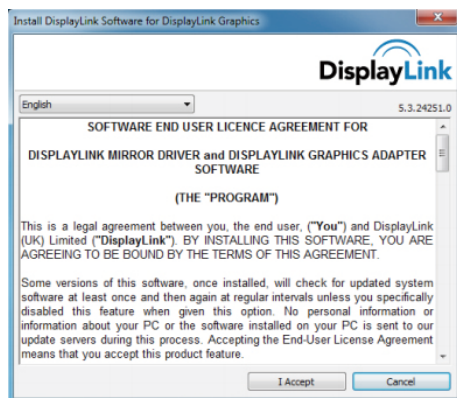 Install DisplayLink Software for DisplayLink Graphics
DisplayLink
English
5.3.24251.0
SOFTWARE END USER LICENCE AGREEMENT FOR
DISPLAYLINK MIRROR DRIVER and DISPLAYLINK GRAPHICS ADAPTER
SOFTWARE
(THE "PROGRAM")
This is a legal agreement between you, the end user, ("You") and DisplayLink
(UK) Limited ("DisplayLink"). BY INSTALLING THIS SOFTWARE, YOU ARE
AGREEING TO BE BOUND BY THE TERMS OF THIS AGREEMENT.
Some versions of this software, once installed, will check for updated system
software at least once and then again at regular intervals unless you specifically
disabled this feature when given this option. No personal information or
information about your PC or the software installed on your PC is sent to our
update servers during this process. Accepting the End-User License Agreement
means that you accept this product feature.
I Accept
Cancel